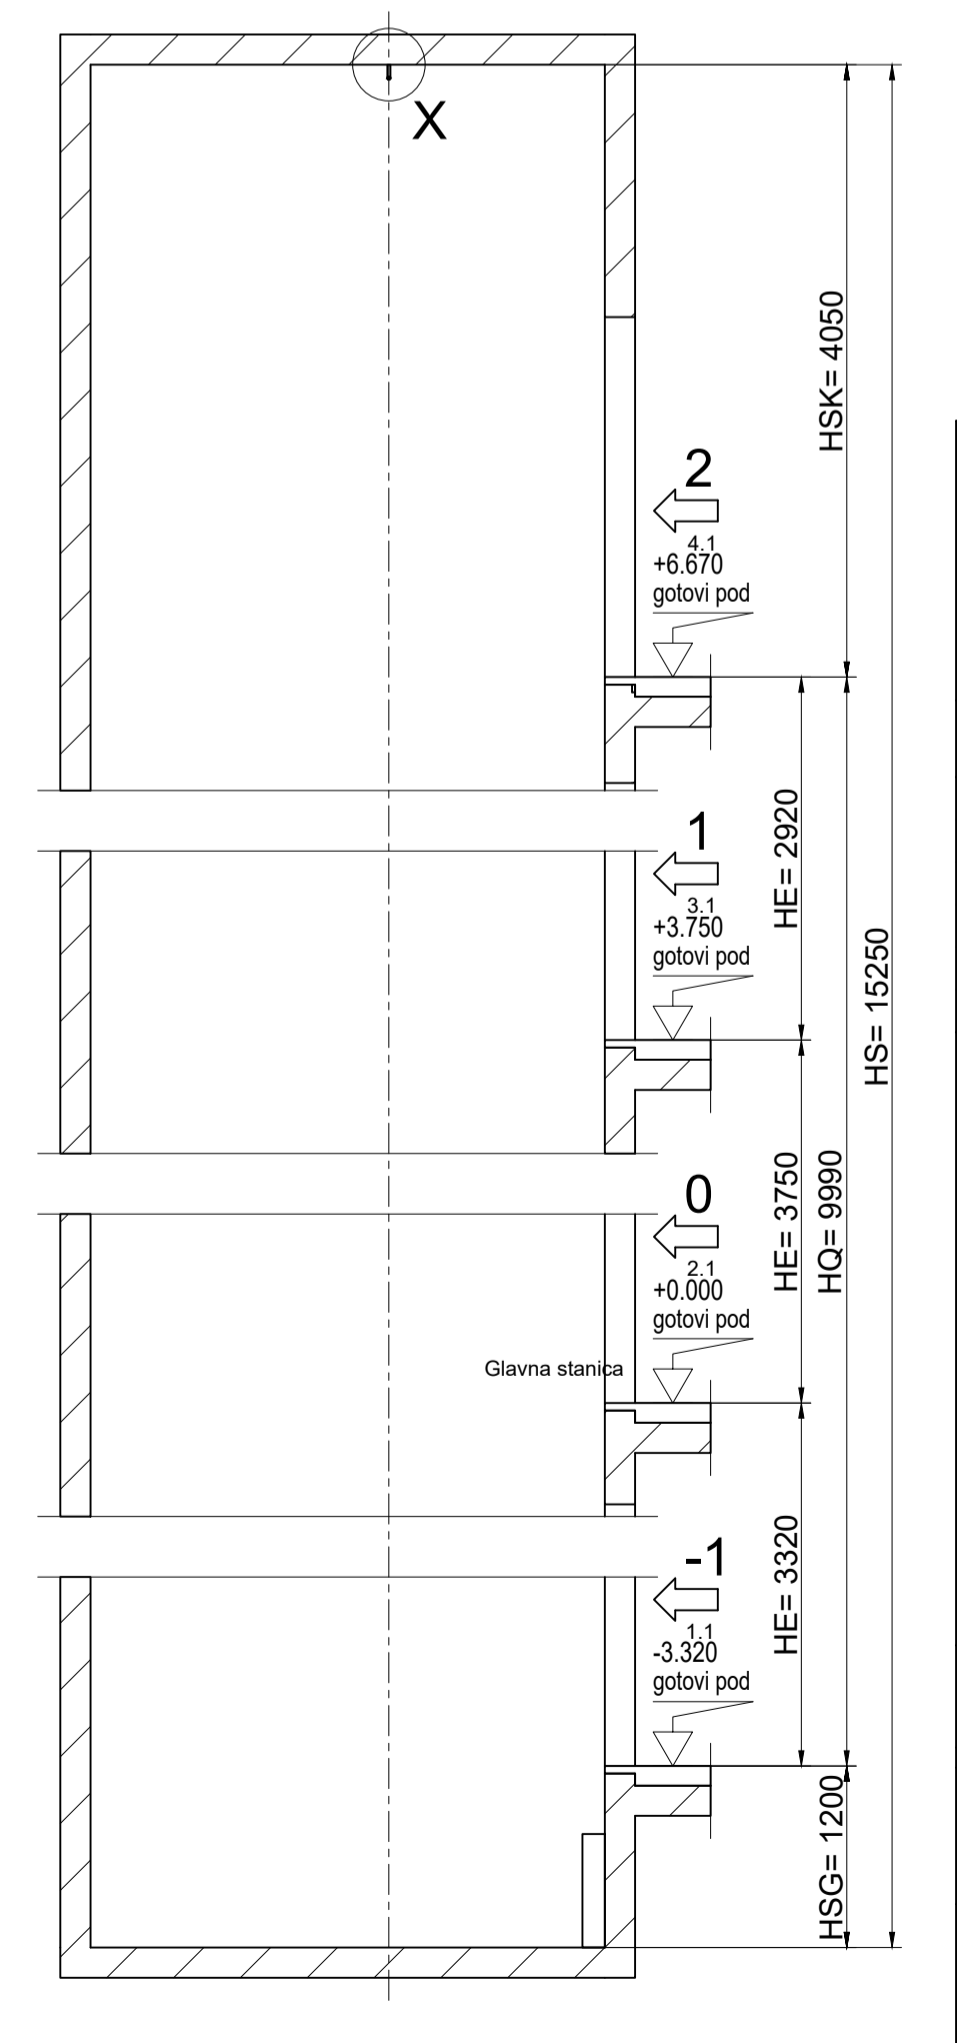 X
HSK= 4050
2
4.1
+6.670
gotovi pod
HE= 2920
1
3.1
+3.750
gotovi pod
HS= 15250
HE= 3750
HQ= 9990
0
2.1
+0.000
gotovi pod
Glavna stanica
HE= 3320
-1
1.1
-3.320
gotovi pod
HSG= 1200